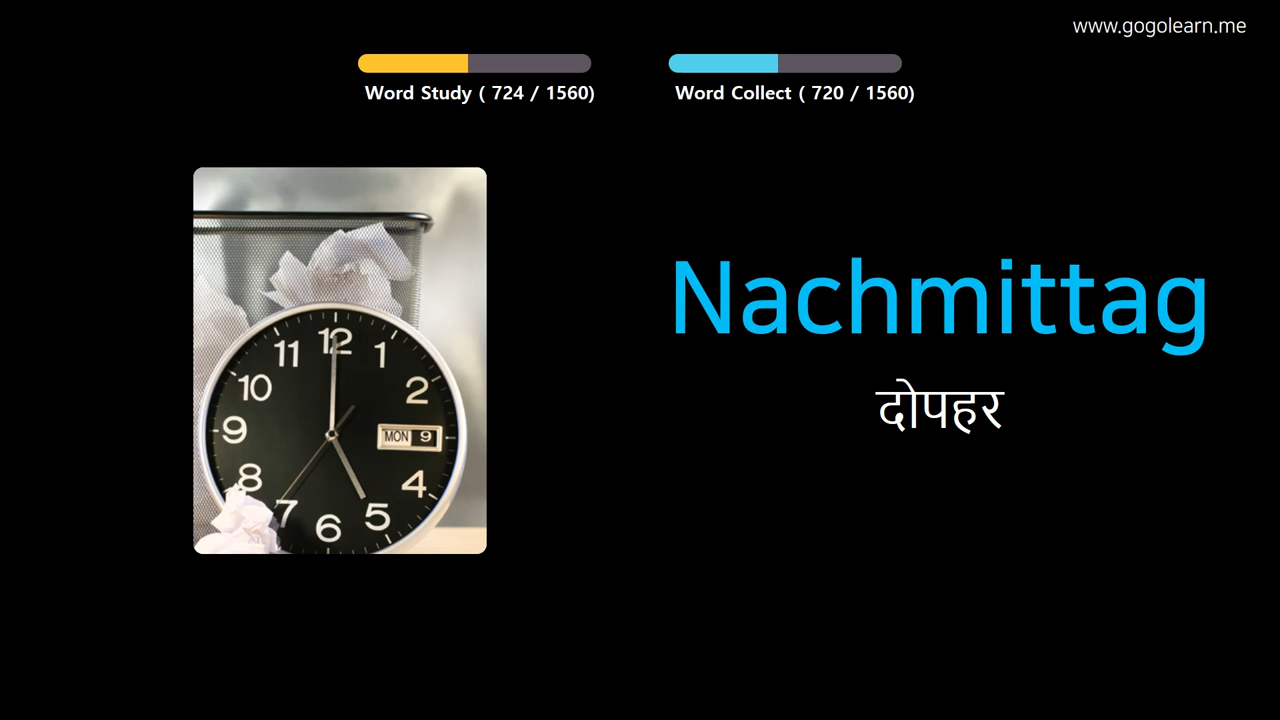 www.gogolearn.me
Word Study ( 724 / 1560)
Word Collect ( 720 / 1560)
Nachmittag
दोपहर
12
11
1
10
2
9
MON 9
8
4
7
5
6